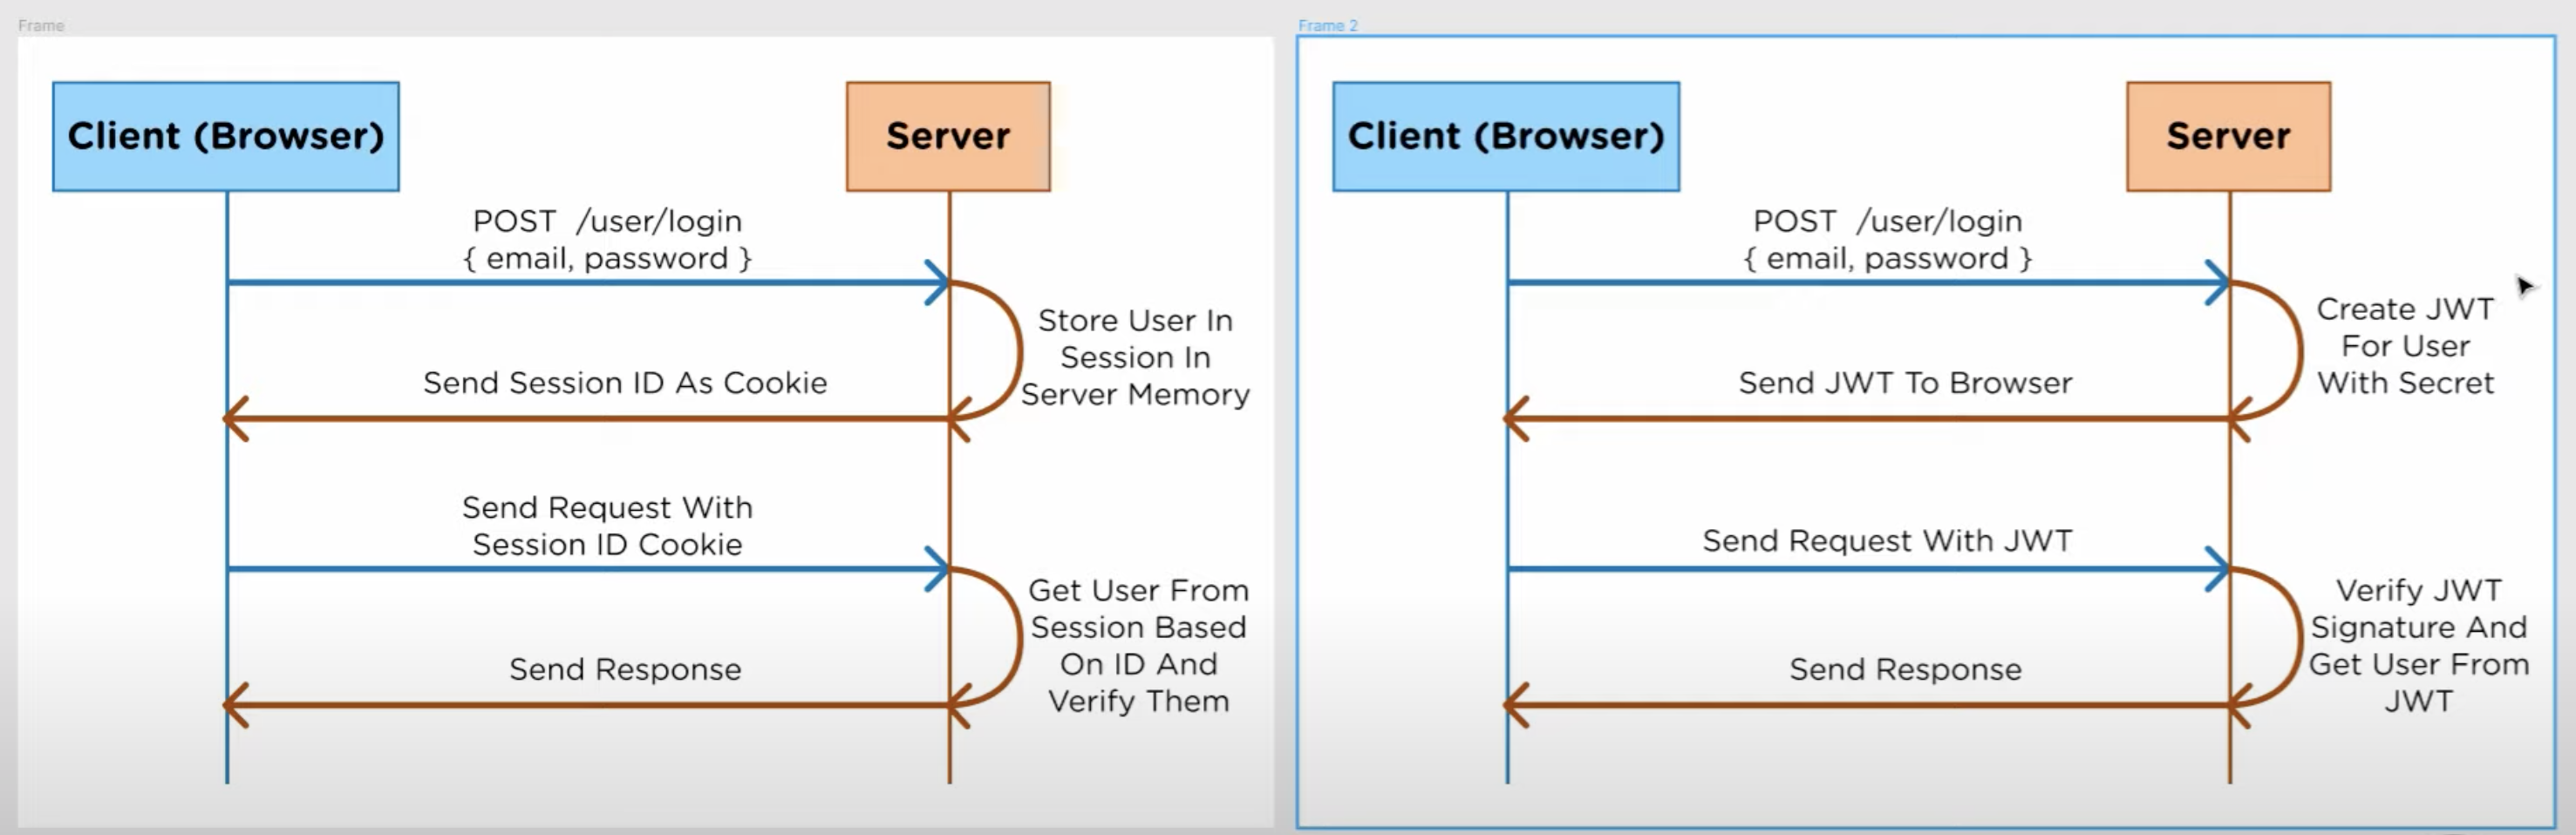 Frame
Client (Browser)
Server
POST /user/login
{ email, password }
Store User In
Session In
Server Memory
Send Session ID As Cookie
Send Request With
Session ID Cookie
Get User From
Session Based
On ID And
Verify Them
Send Response
Frame 2
Client (Browser)
Server
POST /user/login
{ email, password }
Create JWT
For User
With Secret
Send JWT To Browser
Send Request With JWT
Verify JWT
Signature And
Get User From
JWT
Send Response